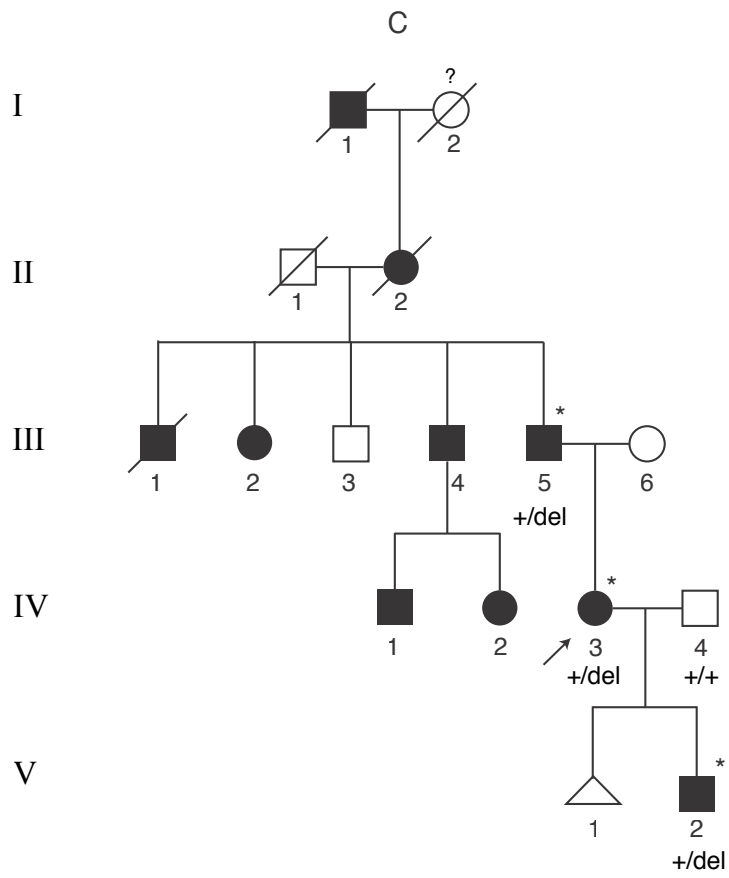 C
I
?
1 2
II
1 2
III
*
1 2 3 4 5 6
+/del
IV
*
1 2 3 4
+/del +/+
V
*
1 2
+/del